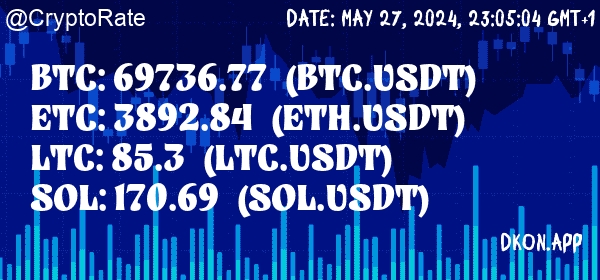 @CryptoRate
DATE: MAY 27, 2024, 23:05:04 GMT+1
BTC: 69736.77 (BTC.USDT)
ETC: 3892.84 (ETH.USDT)
LTC: 85.3 (LTC.USDT)
SOL: 170.69 (SOL.USDT)
DKON.APP